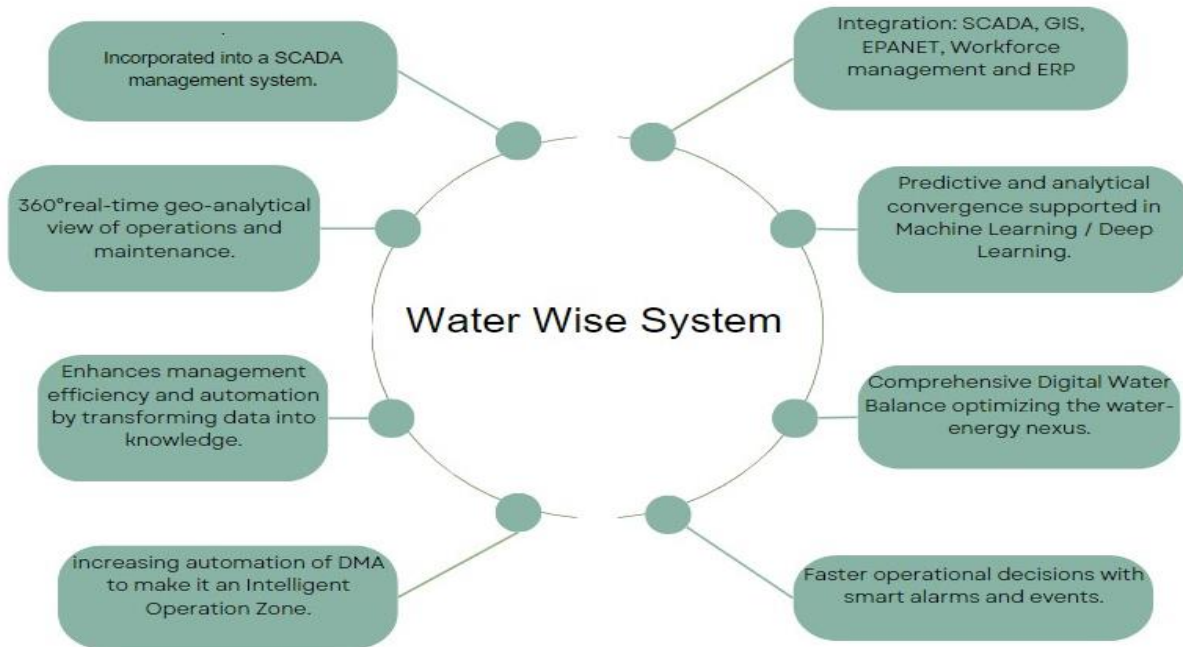 .
Incorporated into a SCADA
management system.
360°real-time geo-analytical
view of operations and
maintenance.
Enhances management
efficiency and automation
by transforming data into
knowledge.
increasing automation of DMA
to make it an Intelligent
Operation Zone.
Water Wise System
Integration: SCADA, GIS,
EPANET, Workforce
management and ERP
Predictive and analytical
convergence supported in
Machine Learning / Deep
Learning.
Comprehensive Digital Water
Balance optimizing the water-
energy nexus.
Faster operational decisions with
smart alarms and events.